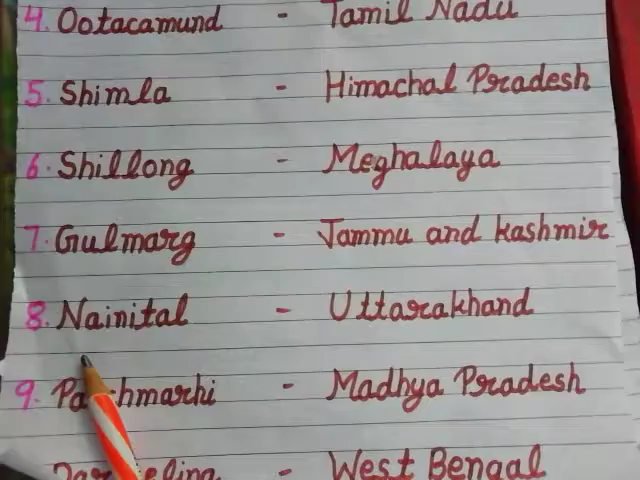 4. Ootacamund - Tamil Nadu
5. Shimla - Himachal Pradesh
6. Shillong - Meghalaya
7. Gulmarg - Jammu and Kashmir
8. Nainital - Uttarakhand
9. - Madhya Pradesh
- West Bengal